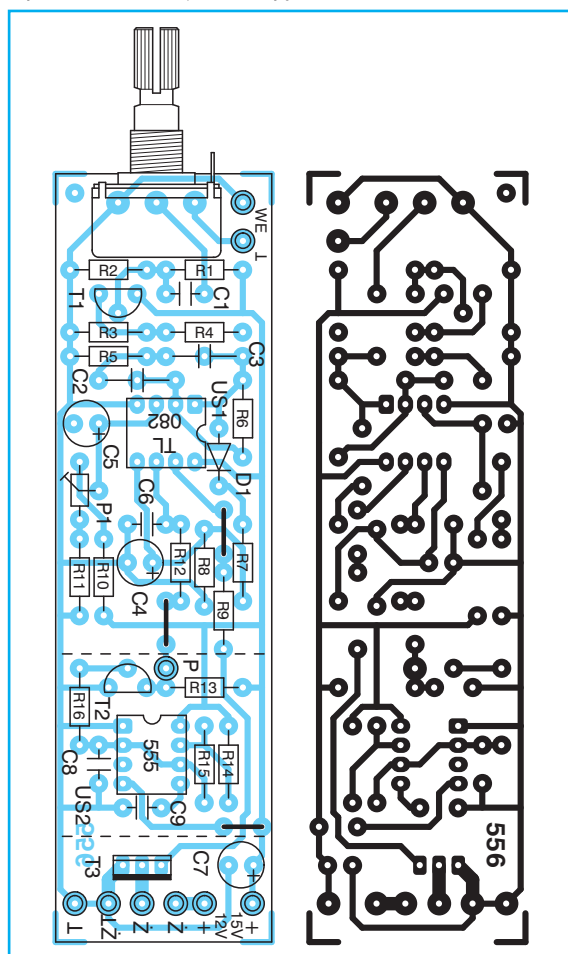 WE
⊥
R2
R1
T1
C1
R3
R4
R5
C3
C2
US1
TL
082
R6
C5
D1
P1
C6
R11
R10
R12
R8
R7
C4
R9
P
R13
T2
R16
555
R15
R14
C8
US2
C9
556
556
T3
C7
+
+
⊥
LŻ
Ż
Ż
+
12V
15V
+